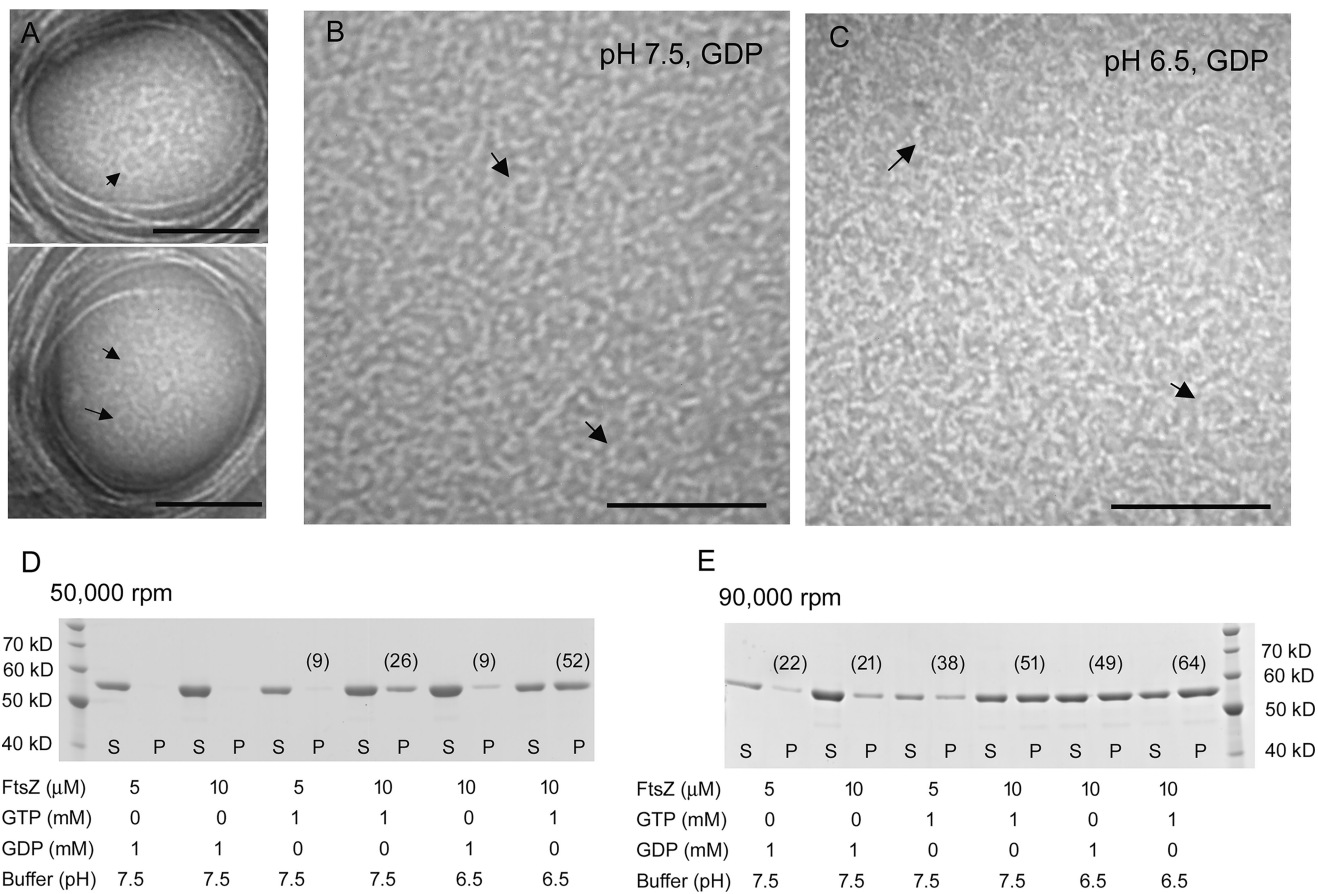 A
B
pH 7.5, GDP
C
pH 6.5, GDP
D
50,000 rpm
70 kD
60 kD
50 kD
40 kD
(9) (26) (9) (52)
S P S P S P S P S P S P
FtsZ (μM) 5 10 5 10 10 10
GTP (mM) 0 0 1 1 0 1
GDP (mM) 1 1 0 0 1 0
Buffer (pH) 7.5 7.5 7.5 7.5 6.5 6.5
E
90,000 rpm
(22) (21) (38) (51) (49) (64)
70 kD
60 kD
50 kD
40 kD
S P S P S P S P S P S P
FtsZ (μM) 5 10 5 10 10 10
GTP (mM) 0 0 1 1 0 1
GDP (mM) 1 1 0 0 1 0
Buffer (pH) 7.5 7.5 7.5 7.5 6.5 6.5